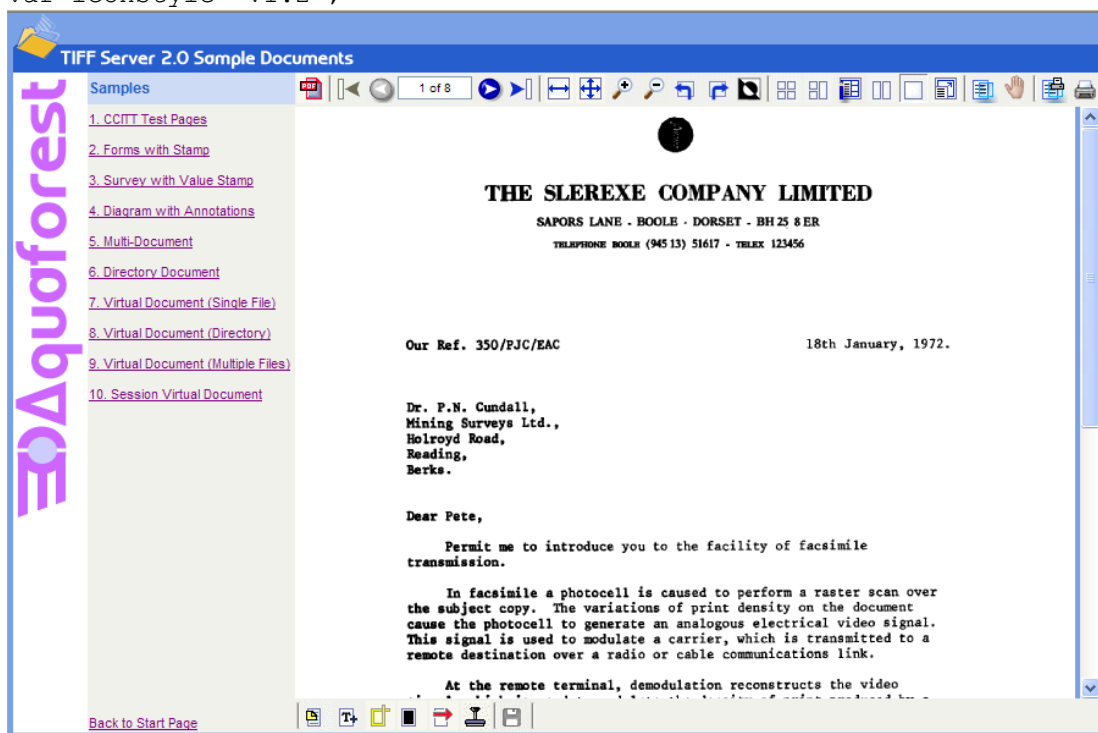 TIFF Server 2.0 Sample Documents
Aquaforest
Samples
1 of 8
1. CCITT Test Pages
2. Forms with Stamp
3. Survey with Value Stamp
4. Diagram with Annotations
5. Multi-Document
6. Directory Document
7. Virtual Document (Single File)
8. Virtual Document (Directory)
9. Virtual Document (Multiple Files)
10. Session Virtual Document
Back to Start Page
THE SLEREXE COMPANY LIMITED
SAPORS LANE - BOOLE - DORSET - BH 25 8 ER
TELEPHONE BOOLE (945 13) 51617 - TELEX 123456
Our Ref. 350/PJC/EAC 18th January, 1972.
Dr. P.N. Cundall,
Mining Surveys Ltd.,
Holroyd Road,
Reading,
Berks.
Dear Pete,
Permit me to introduce you to the facility of facsimile
transmission.
In facsimile a photocell is caused to perform a raster scan over
the subject copy. The variations of print density on the document
cause the photocell to generate an analogous electrical video signal.
This signal is used to modulate a carrier, which is transmitted to a
remote destination over a radio or cable communications link.
At the remote terminal, demodulation reconstructs the video